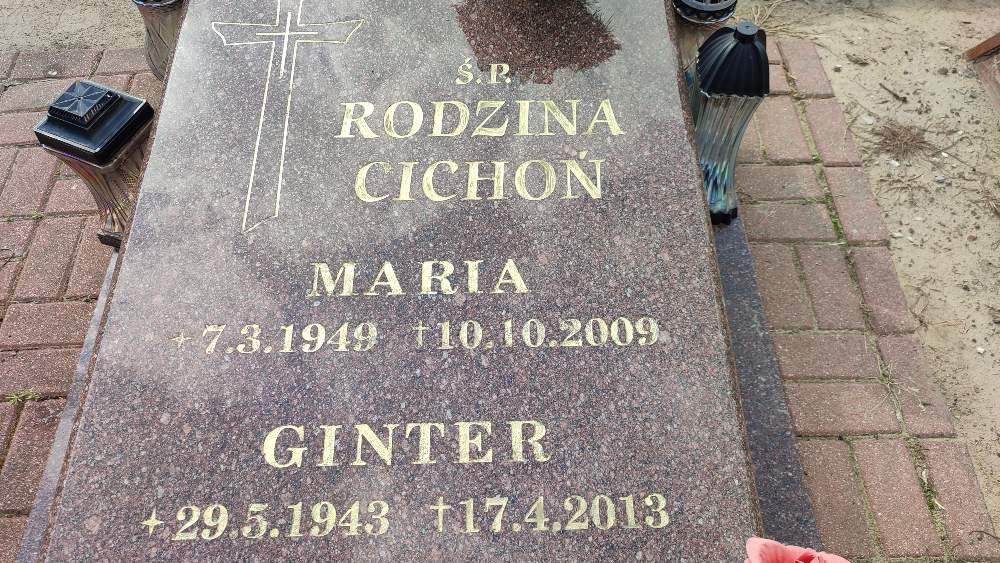 Ś.P.
RODZINA
CICHOŃ
MARIA
+ 7.3.1949 † 10.10.2009
GINTER
+ 29.5.1943 † 17.4.2013